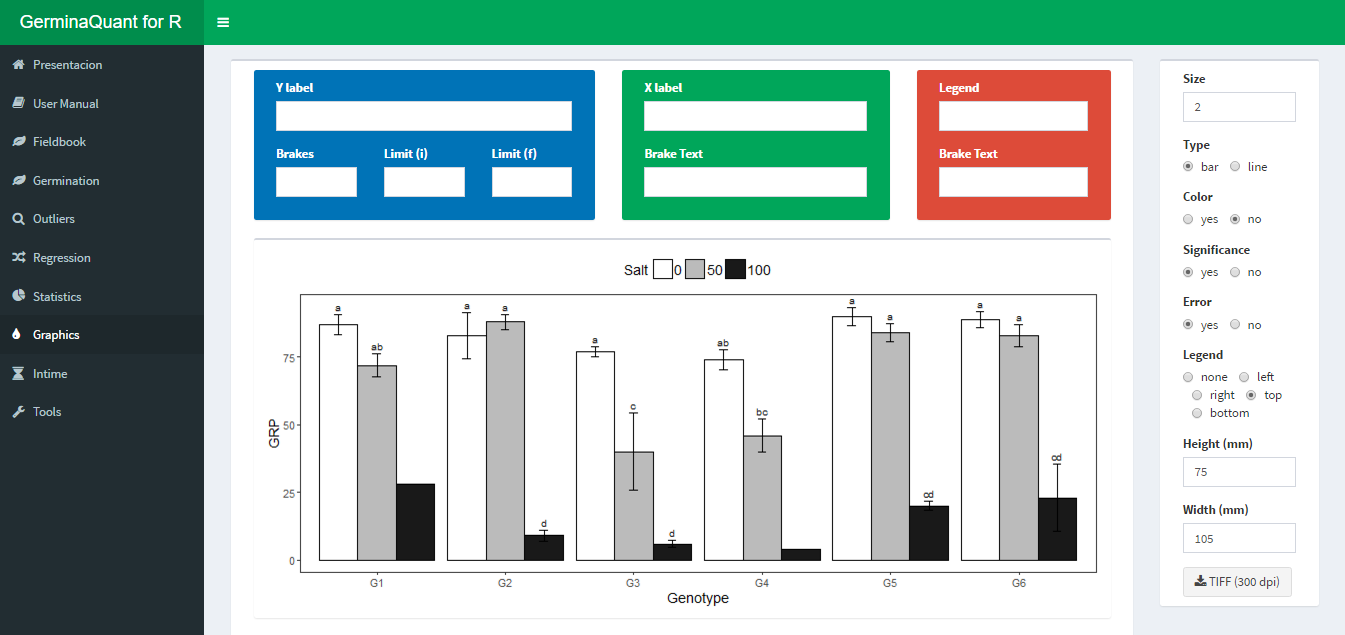 GerminaQuant for R
Presentacion
User Manual
Fieldbook
Germination
Outliers
Regression
Statistics
Graphics
Intime
Tools
Y label
Brakes Limit (i) Limit (f)
X label
Brake Text
Legend
Brake Text
Salt 0 50 100
a a a a a
a ab a ab a a
c bc
d d cd cd
GRP
75
50
25
0
G1 G2 G3 G4 G5 G6
Genotype
Size
2
Type
bar line
Color
yes no
Significance
yes no
Error
yes no
Legend
none left
right top
bottom
Height (mm)
75
Width (mm)
105
TIFF (300 dpi)